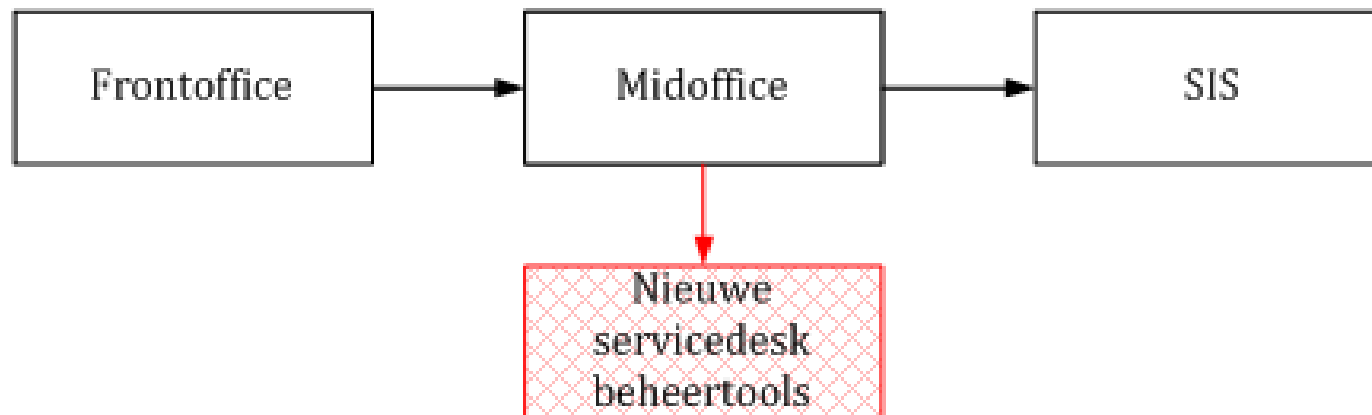 Frontoffice
Midoffice
SIS
Nieuwe
servicedesk
beheertools